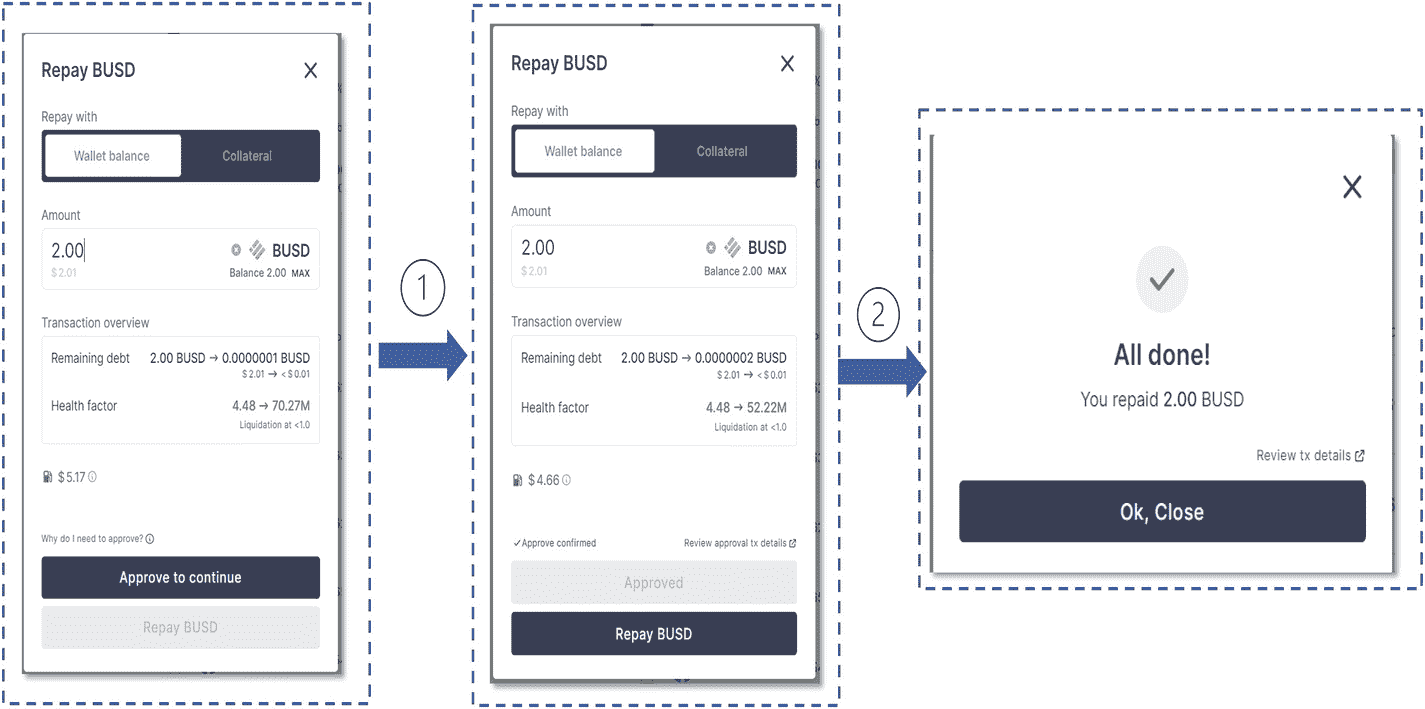 Repay BUSD X
Repay with
Wallet balance Collateral
Amount
2.00 BUSD
$ 2.01 Balance 2.00 MAX
Transaction overview
Remaining debt 2.00 BUSD → 0.0000001 BUSD
$ 2.01 → < $ 0.01
Health factor 4.48 → 70.27M
Liquidation at <1.0
$ 5.17
Why do I need to approve?
Approve to continue
Repay BUSD
1
Repay BUSD X
Repay with
Wallet balance Collateral
Amount
2.00 BUSD
$ 2.01 Balance 2.00 MAX
Transaction overview
Remaining debt 2.00 BUSD → 0.0000002 BUSD
$ 2.01 → < $ 0.01
Health factor 4.48 → 52.22M
Liquidation at <1.0
$ 4.66
✓Approve confirmed Review approval tx details
Approved
Repay BUSD
2
X
All done!
You repaid 2.00 BUSD
Review tx details
Ok, Close